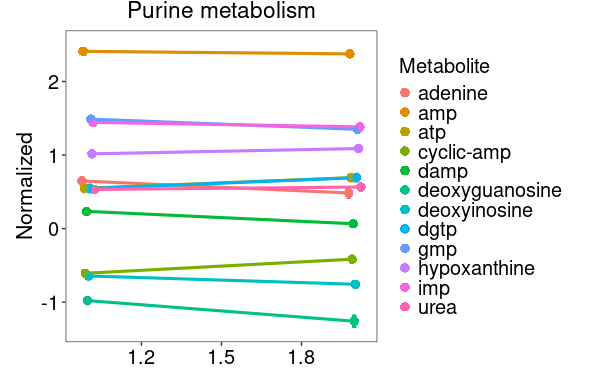 Purine metabolism
Normalized
2
1
0
-1
1.2 1.5 1.8
Metabolite
adenine
amp
atp
cyclic-amp
damp
deoxyguanosine
deoxyinosine
dgtp
gmp
hypoxanthine
imp
urea